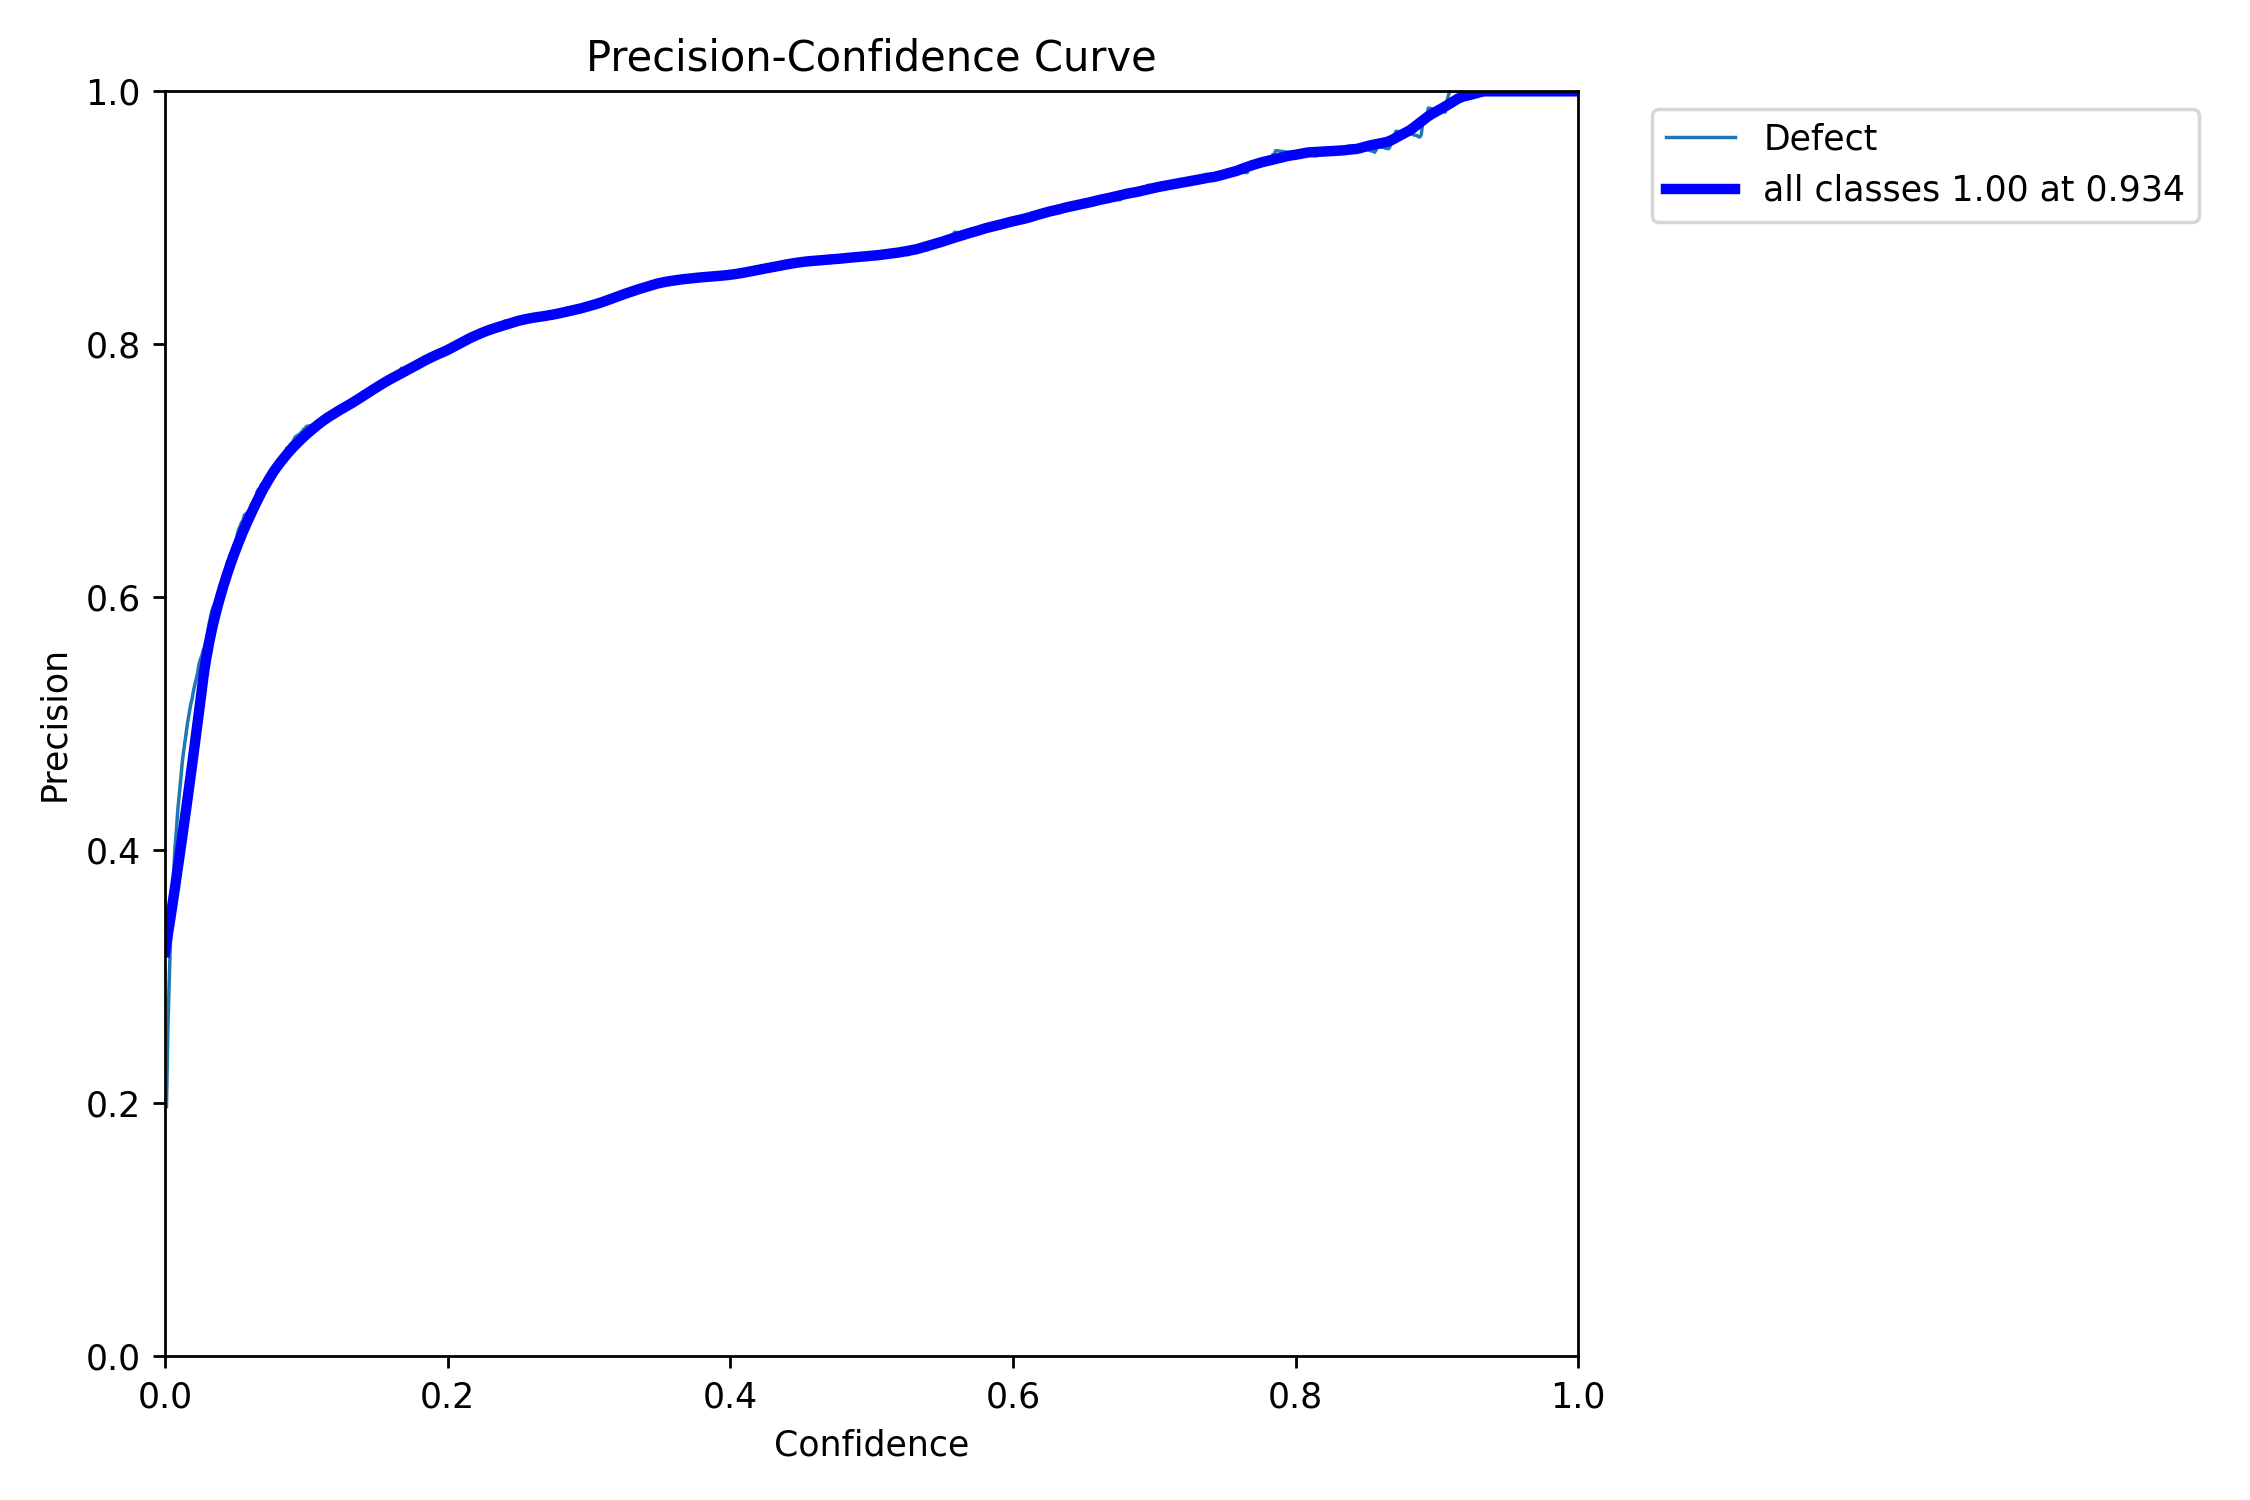 Precision-Confidence Curve
1.0
0.8
0.6
0.4
0.2
0.0
Precision
0.0 0.2 0.4 0.6 0.8 1.0
Confidence
Defect
all classes 1.00 at 0.934